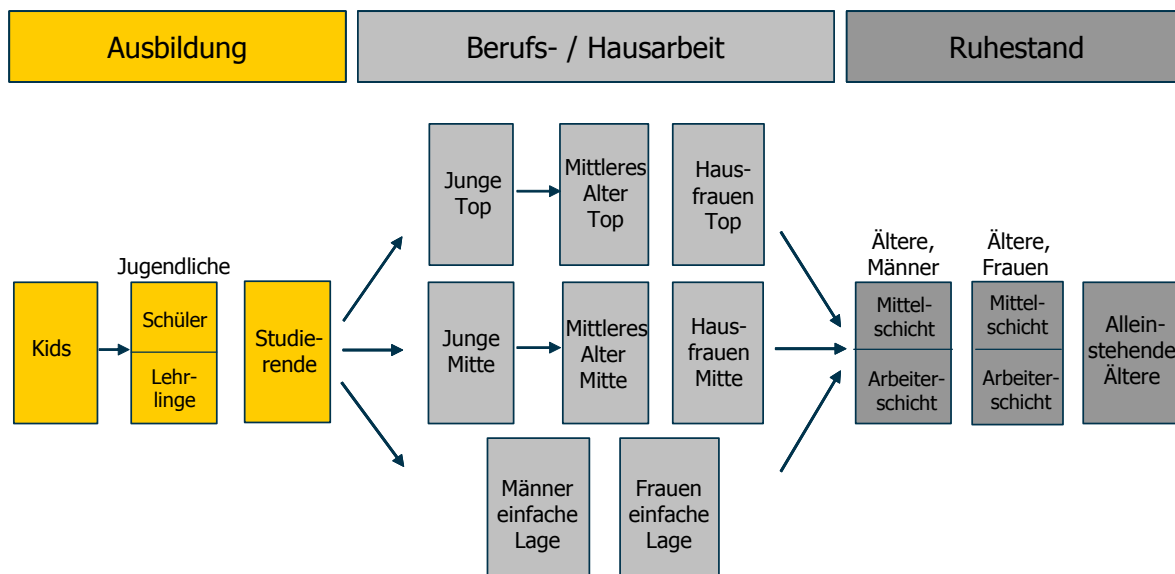 Ausbildung
Berufs- / Hausarbeit
Ruhestand
Junge
Top
Mittleres
Alter
Top
Haus-
frauen
Top
Jugendliche
Ältere,
Männer
Ältere,
Frauen
Kids
Schüler
Lehr-
linge
Studie-
rende
Junge
Mitte
Mittleres
Alter
Mitte
Haus-
frauen
Mitte
Mittel-
schicht
Arbeiter-
schicht
Mittel-
schicht
Arbeiter-
schicht
Allein-
stehende
Ältere
Männer
einfache
Lage
Frauen
einfache
Lage